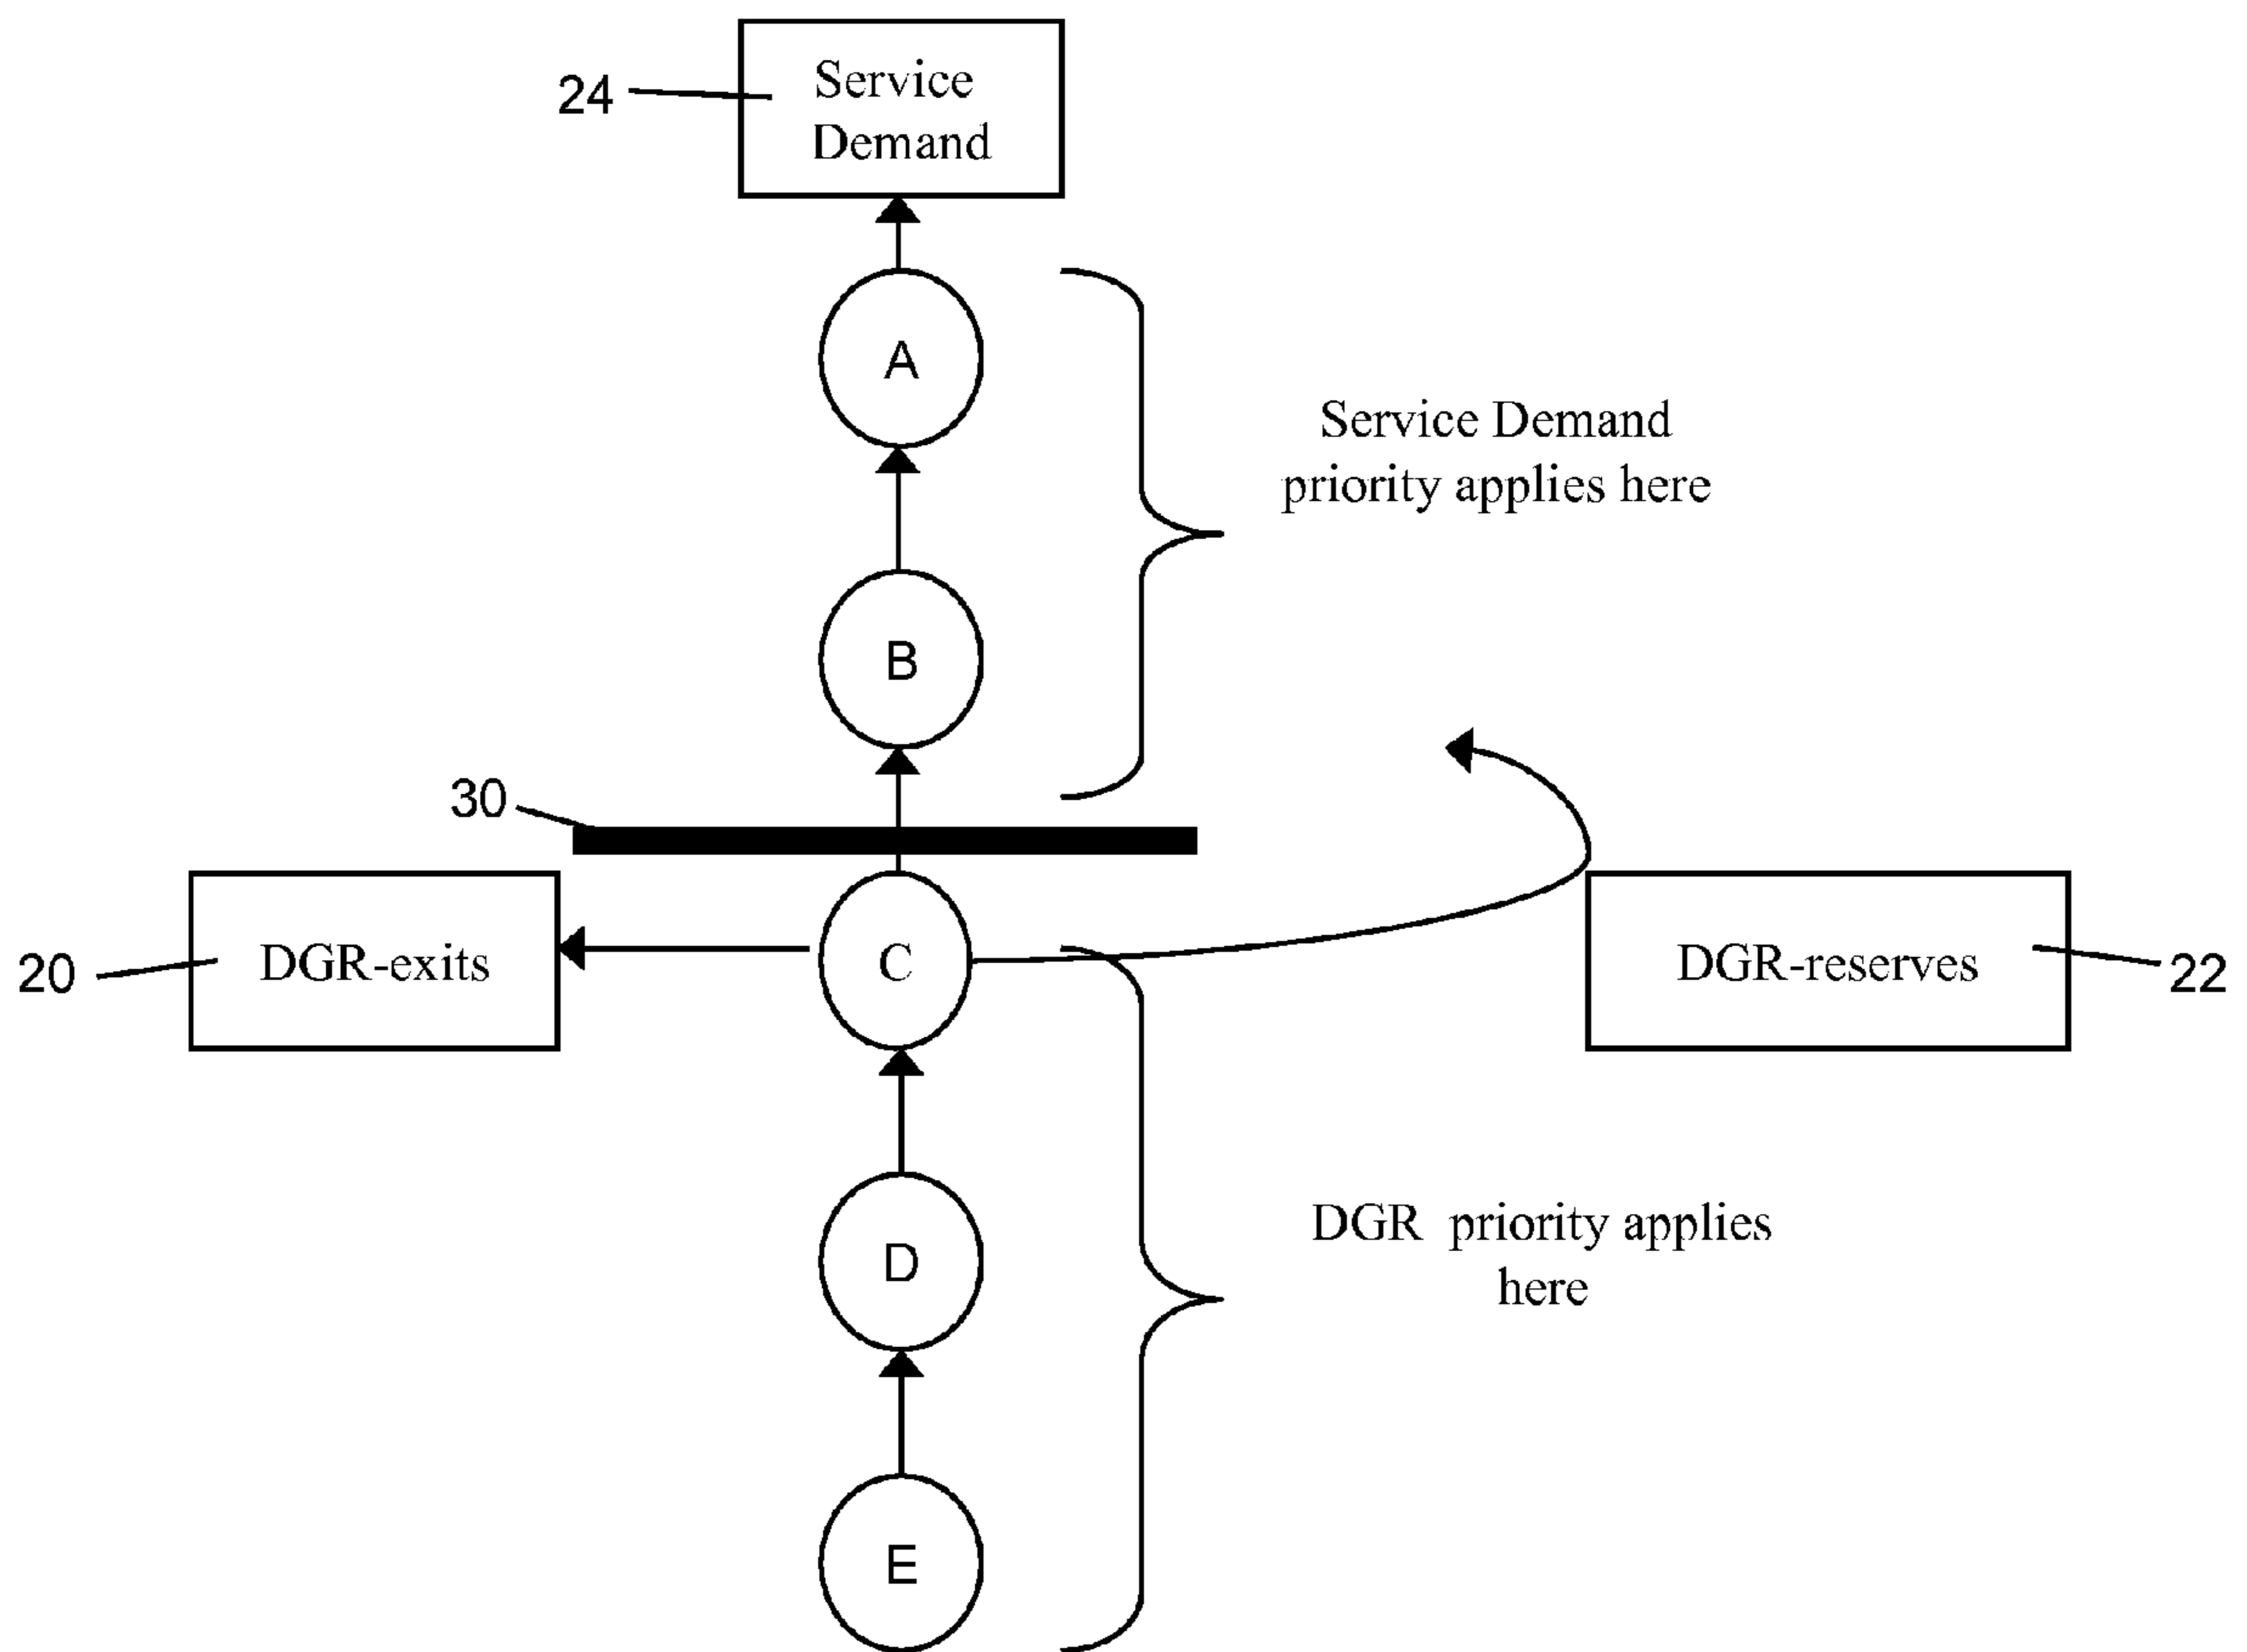 24
Service
Demand
A
Service Demand
priority applies here
B
30
20
DGR-exits
C
DGR-reserves
22
D
DGR priority applies
here
E